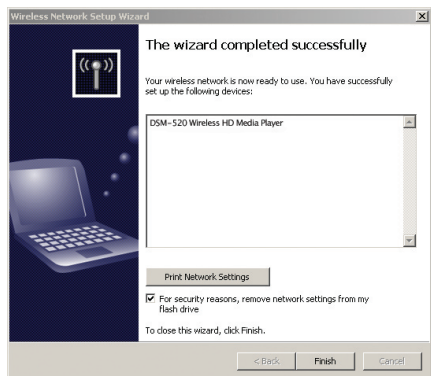 Wireless Network Setup Wizard
The wizard completed successfully
Your wireless network is now ready to use. You have successfully
set up the following devices:
DSM-520 Wireless HD Media Player
Print Network Settings
For security reasons, remove network settings from my
flash drive
To close this wizard, click Finish.
< Back
Finish
Cancel